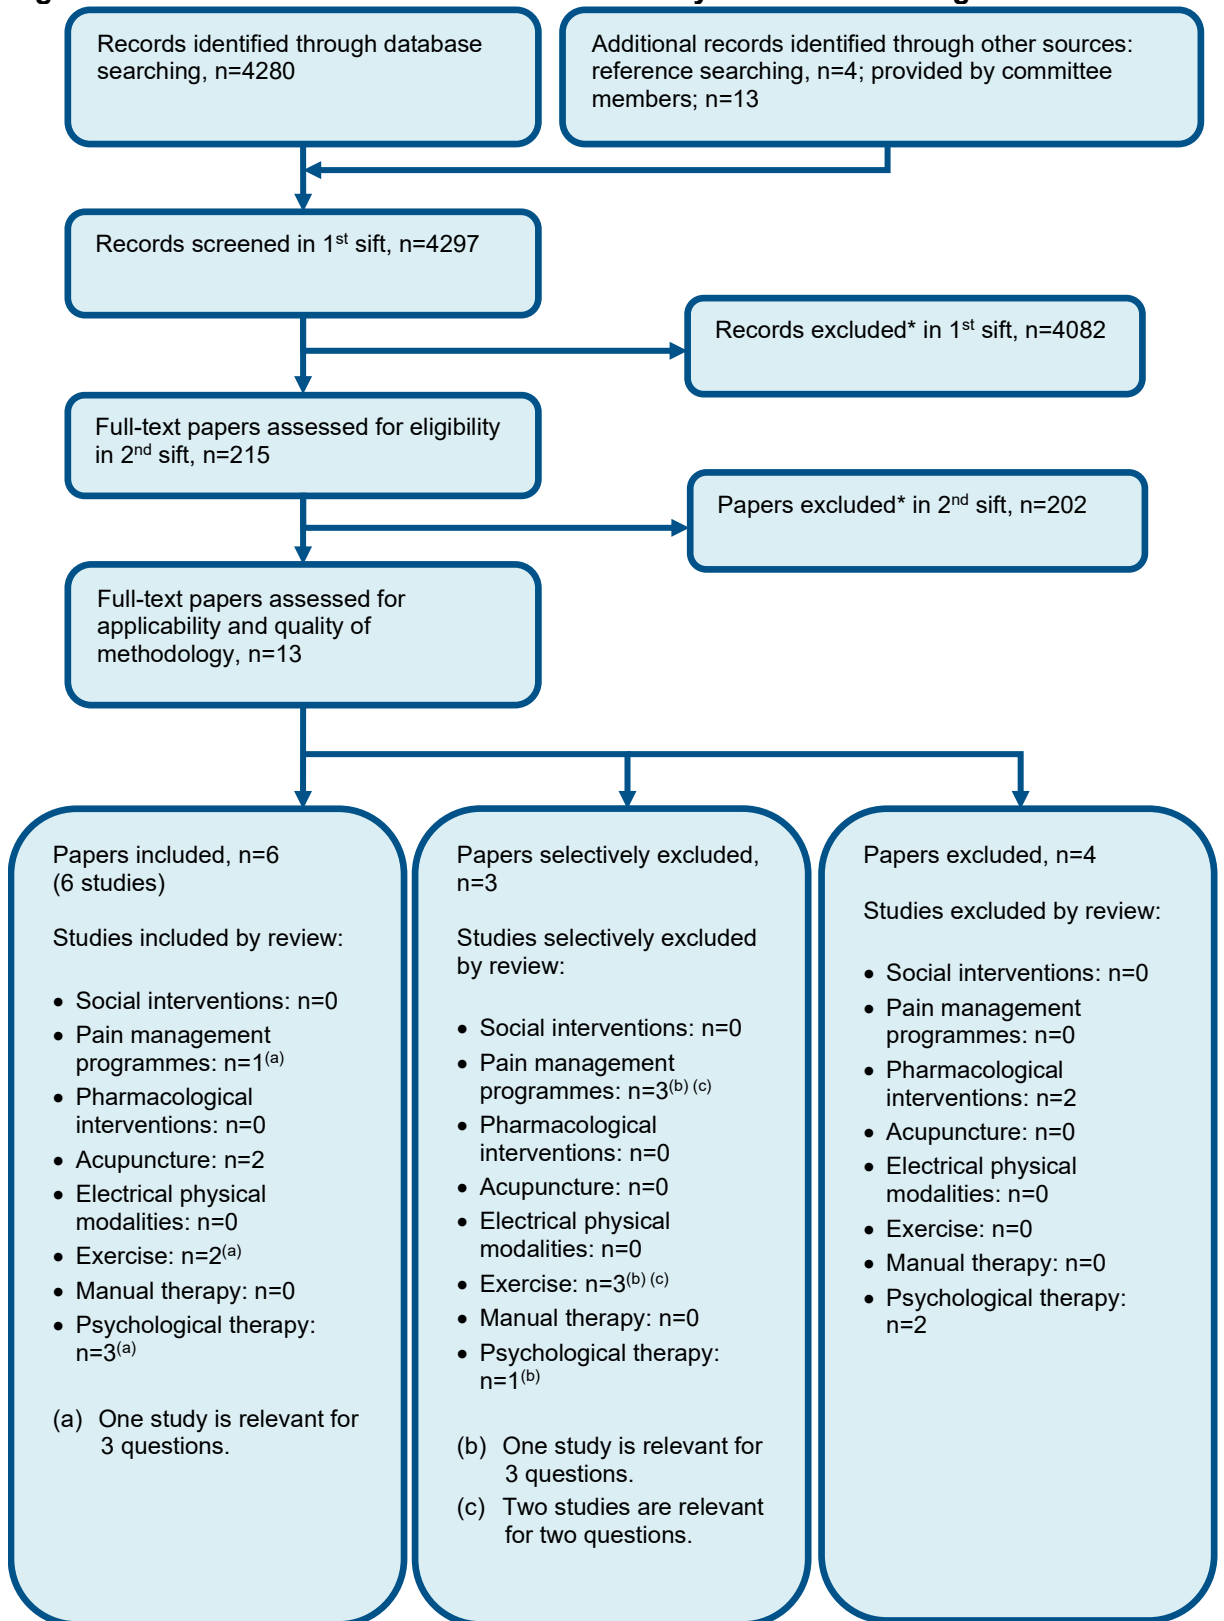 Records identified through database
searching, n=4280
Additional records identified through other sources:
reference searching, n=4; provided by committee
members; n=13
Records screened in 1st sift, n=4297
Records excluded* in 1st sift, n=4082
Full-text papers assessed for eligibility
in 2nd sift, n=215
Papers excluded* in 2nd sift, n=202
Full-text papers assessed for
applicability and quality of
methodology, n=13
Papers included, n=6
(6 studies)
Studies included by review:
• Social interventions: n=0
• Pain management
programmes: n=1(a)
• Pharmacological
interventions: n=0
• Acupuncture: n=2
• Electrical physical
modalities: n=0
• Exercise: n=2(a)
• Manual therapy: n=0
• Psychological therapy:
n=3(a)
(a) One study is relevant for
3 questions.
Papers selectively excluded,
n=3
Studies selectively excluded
by review:
• Social interventions: n=0
• Pain management
programmes: n=3(b) (c)
• Pharmacological
interventions: n=0
• Acupuncture: n=0
• Electrical physical
modalities: n=0
• Exercise: n=3(b) (c)
• Manual therapy: n=0
• Psychological therapy:
n=1(b)
(b) One study is relevant for
3 questions.
(c) Two studies are relevant
for two questions.
Papers excluded, n=4
Studies excluded by review:
• Social interventions: n=0
• Pain management
programmes: n=0
• Pharmacological
interventions: n=2
• Acupuncture: n=0
• Electrical physical
modalities: n=0
• Exercise: n=0
• Manual therapy: n=0
• Psychological therapy:
n=2